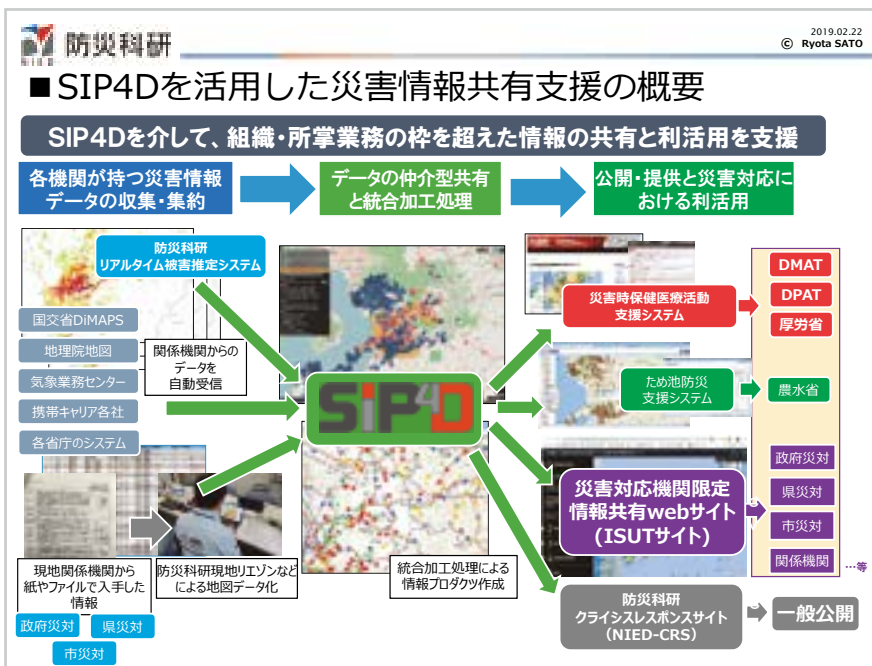 防災科研
2019.02.22
© Ryota SATO
■SIP4Dを活用した災害情報共有支援の概要
SIP4Dを介して、組織・所掌業務の枠を超えた情報の共有と利活用を支援
各機関が持つ災害情報
データの収集・集約
データの仲介型共有
と統合加工処理
公開・提供と災害対応に
おける利活用
防災科研
リアルタイム被害推定システム
国交省DiMAPS
地理院地図
気象業務センター
携帯キャリア各社
各省庁のシステム
関係機関からの
データを
自動受信
現地関係機関から
紙やファイルで入手した
情報
政府災対
県災対
市災対
防災科研現地リエゾンなど
による地図データ化
SiP4D
統合加工処理による
情報プロダクツ作成
災害時保健医療活動
支援システム
DMAT
DPAT
厚労省
ため池防災
支援システム
農水省
災害対応機関限定
情報共有webサイト
(ISUTサイト)
政府災対
県災対
市災対
関係機関
…等
防災科研
クライシスレスポンスサイト
(NIED-CRS)
一般公開